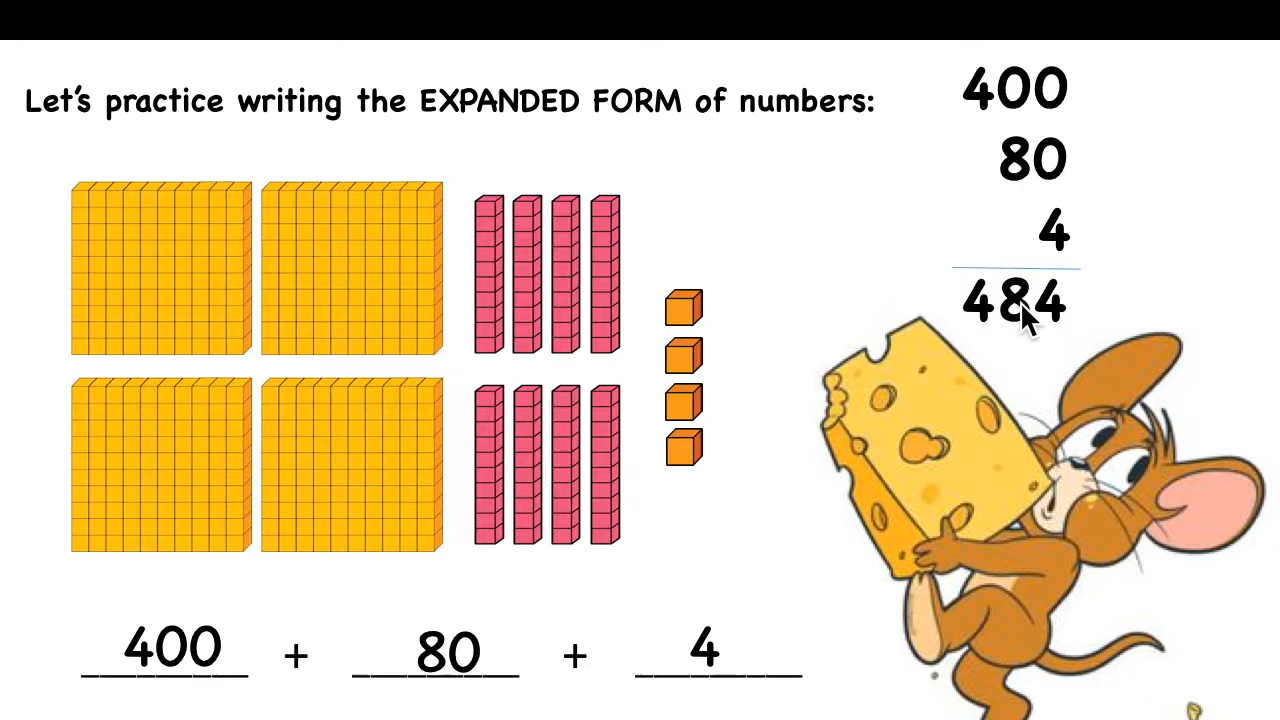 Let's practice writing the EXPANDED FORM of numbers:
400
80
4
484
400 + 80 + 4